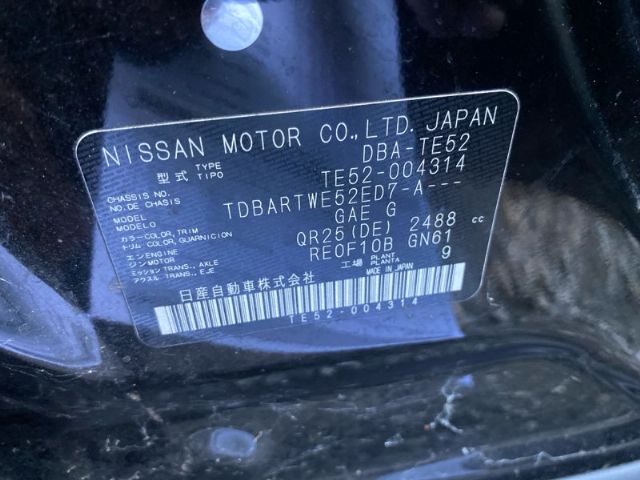 NISSAN MOTOR CO., LTD. JAPAN
型式 TYPE TIPO DBA-TE52
CHASSIS NO. NO. DE CHASIS TE52-004314
MODEL MODELO TDBARTWE52ED7-A---
カラー COLOR, TRIM トリム COLOR, GUARNICION GAE G
エンジン ENGINE MOTOR QR25(DE) 2488 cc
ミッション TRANS., AXLE アクスル TRANS., EJE RE0F10B GN61
工場 PLANT PLANTA 9
日産自動車株式会社 MADE IN JAPAN
TE52-004314